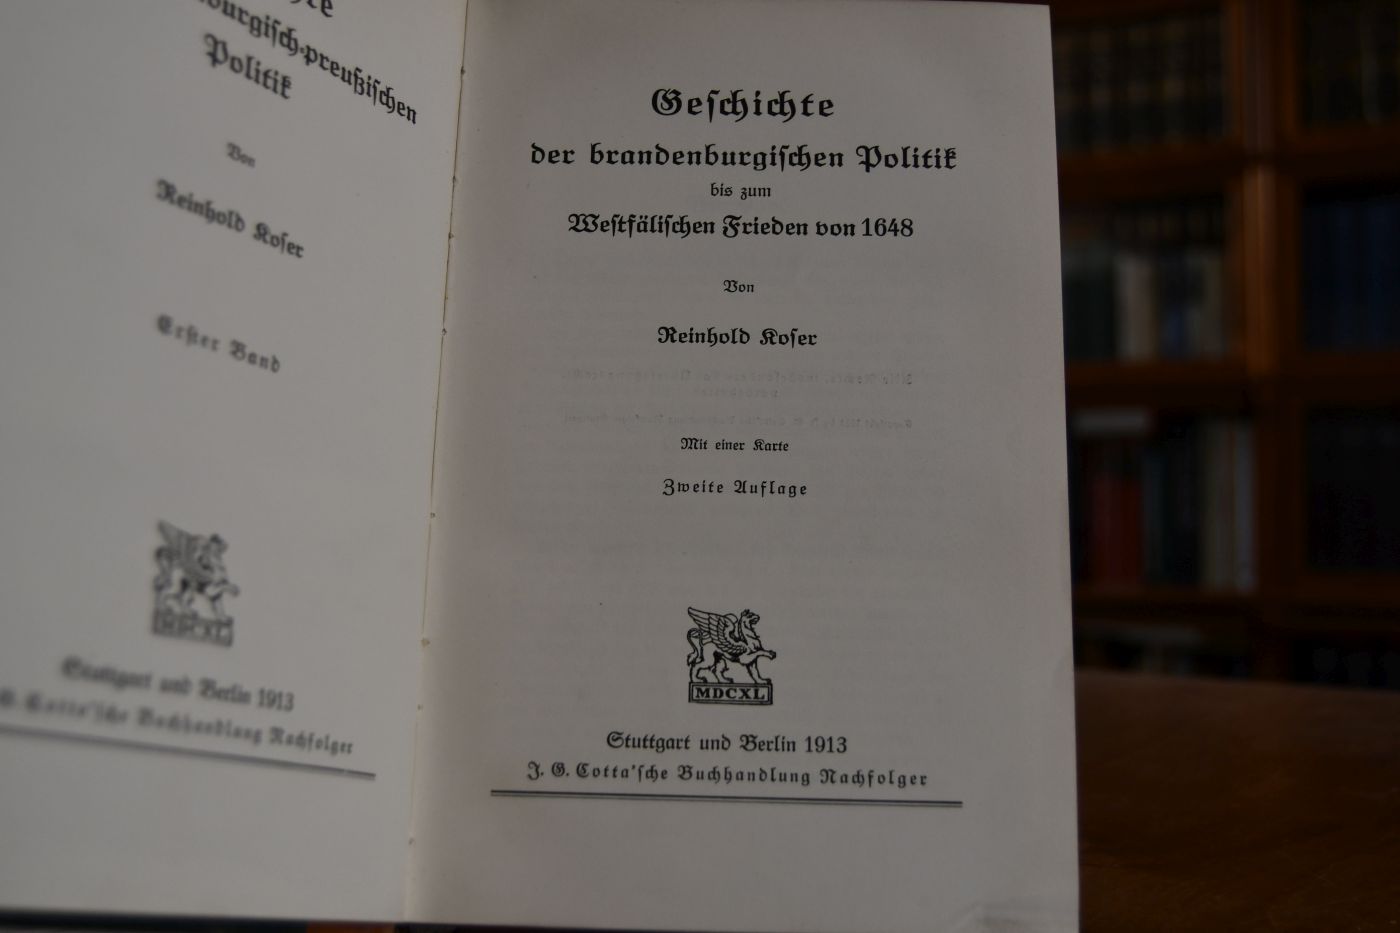 preußischen
Politik
Von
Reinhold Koser
Erster Band
MDCXL
Stuttgart und Berlin 1913
G. Cotta'sche Buchhandlung Nachfolger
Geschichte
der brandenburgischen Politik
bis zum
Westfälischen Frieden von 1648
Von
Reinhold Koser
Mit einer Karte
Zweite Auflage
MDCXL
Stuttgart und Berlin 1913
J. G. Cotta'sche Buchhandlung Nachfolger